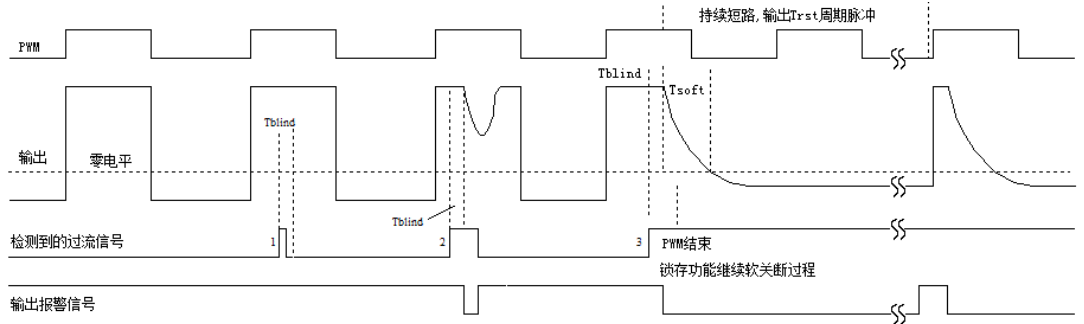 持续短路,输出Trst周期脉冲
PWM
Tblind
Tsoft
Tblind
输出
零电平
Tblind
检测到的过流信号
1
2
3
PWM结束
锁存功能继续软关断过程
输出报警信号